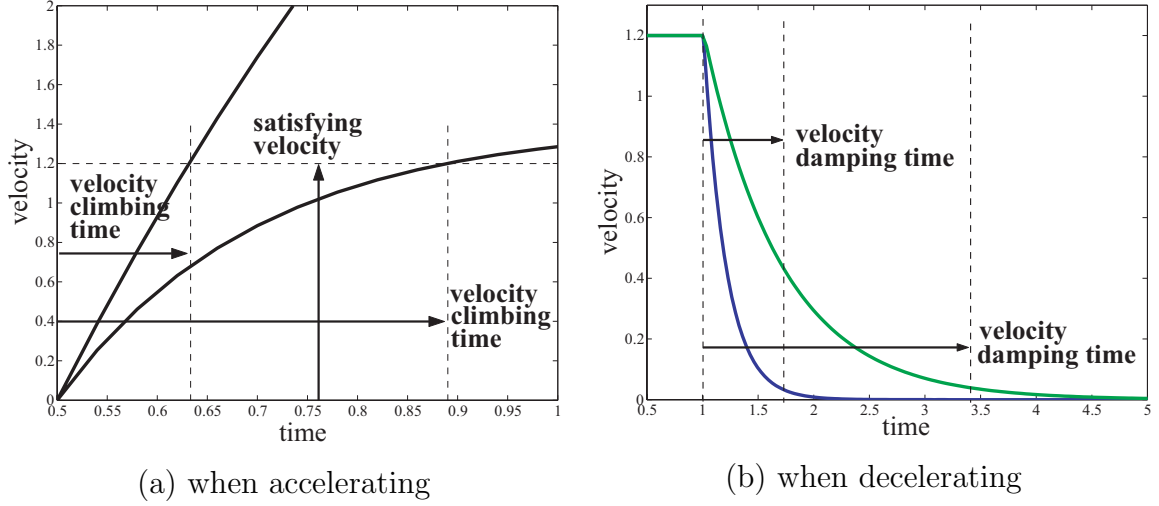 2
1.8
1.6
1.4
1.2
1
0.8
0.6
0.4
0.2
0
velocity
satisfying
velocity
velocity
climbing
time
velocity
climbing
time
0.5 0.55 0.6 0.65 0.7 0.75 0.8 0.85 0.9 0.95 1
time
(a) when accelerating
1.2
1
0.8
0.6
0.4
0.2
0
velocity
velocity
damping time
velocity
damping time
0.5 1 1.5 2 2.5 3 3.5 4 4.5 5
time
(b) when decelerating